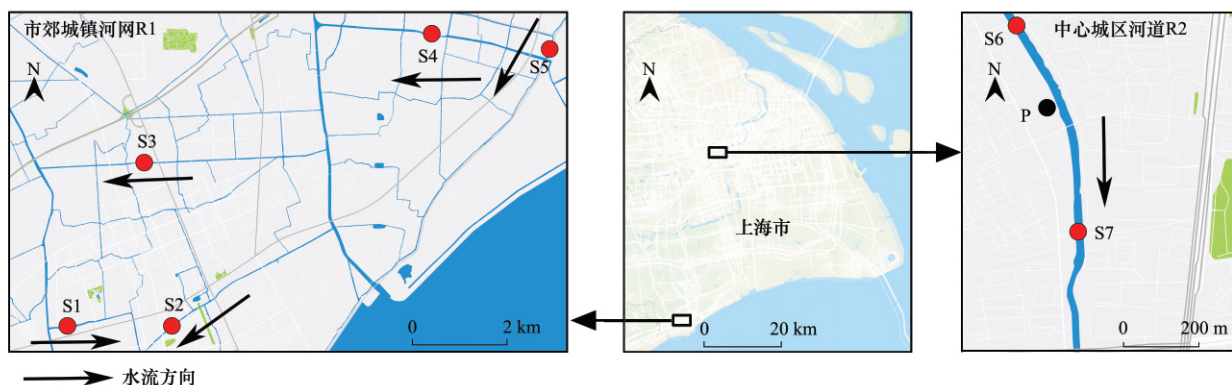 市郊城镇河网R1
N
S1
S2
S3
S4
S5
0 2 km
水流方向
N
上海市
0 20 km
中心城区河道R2
S6
N
P
S7
0 200 m